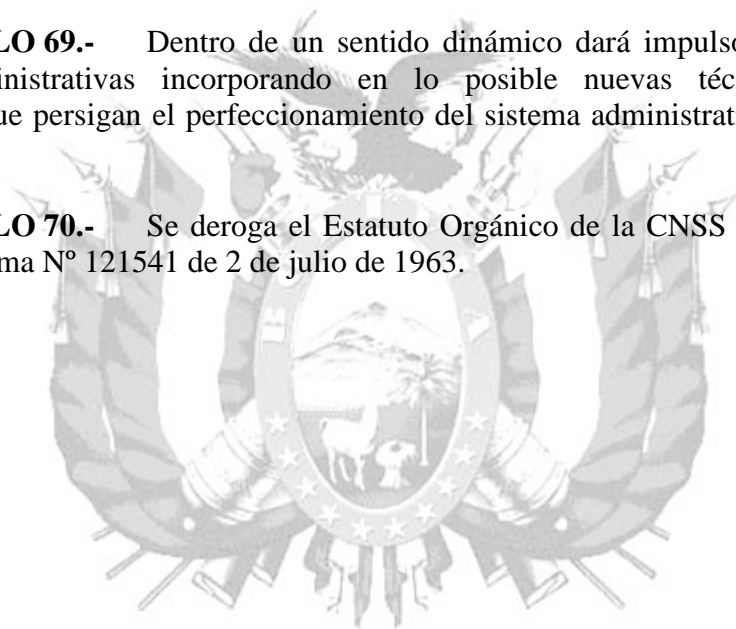 LO 69.- Dentro de un sentido dinámico dará impulso
inistrativas incorporando en lo posible nuevas téc
ue persigan el perfeccionamiento del sistema administrati
LO 70.- Se deroga el Estatuto Orgánico de la CNSS
ma Nº 121541 de 2 de julio de 1963.